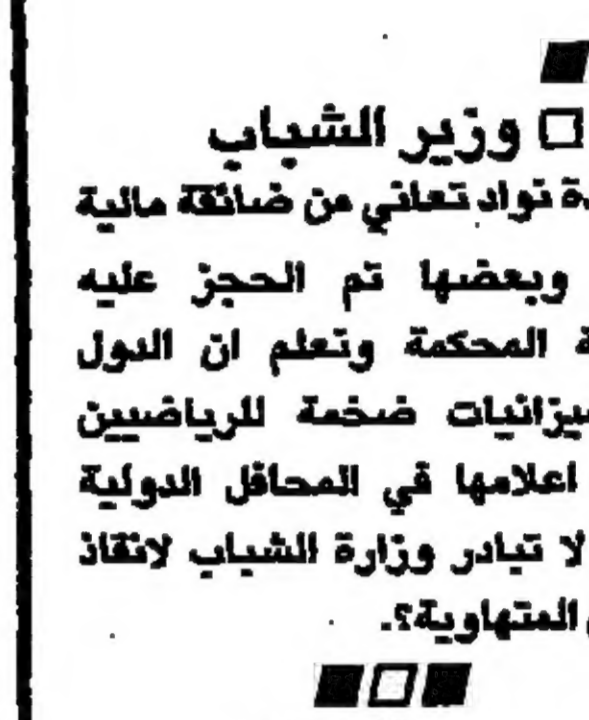 وزير الشباب
نواد تعاني من ضائقة مالية
وبعضها تم الحجز عليه
المحكمة وتعلم ان الدول
ضخمة للرياضيين
اعلامها في المحافل الدولية
لا تبادر وزارة الشباب لانقاذ
المتهاوية؟.